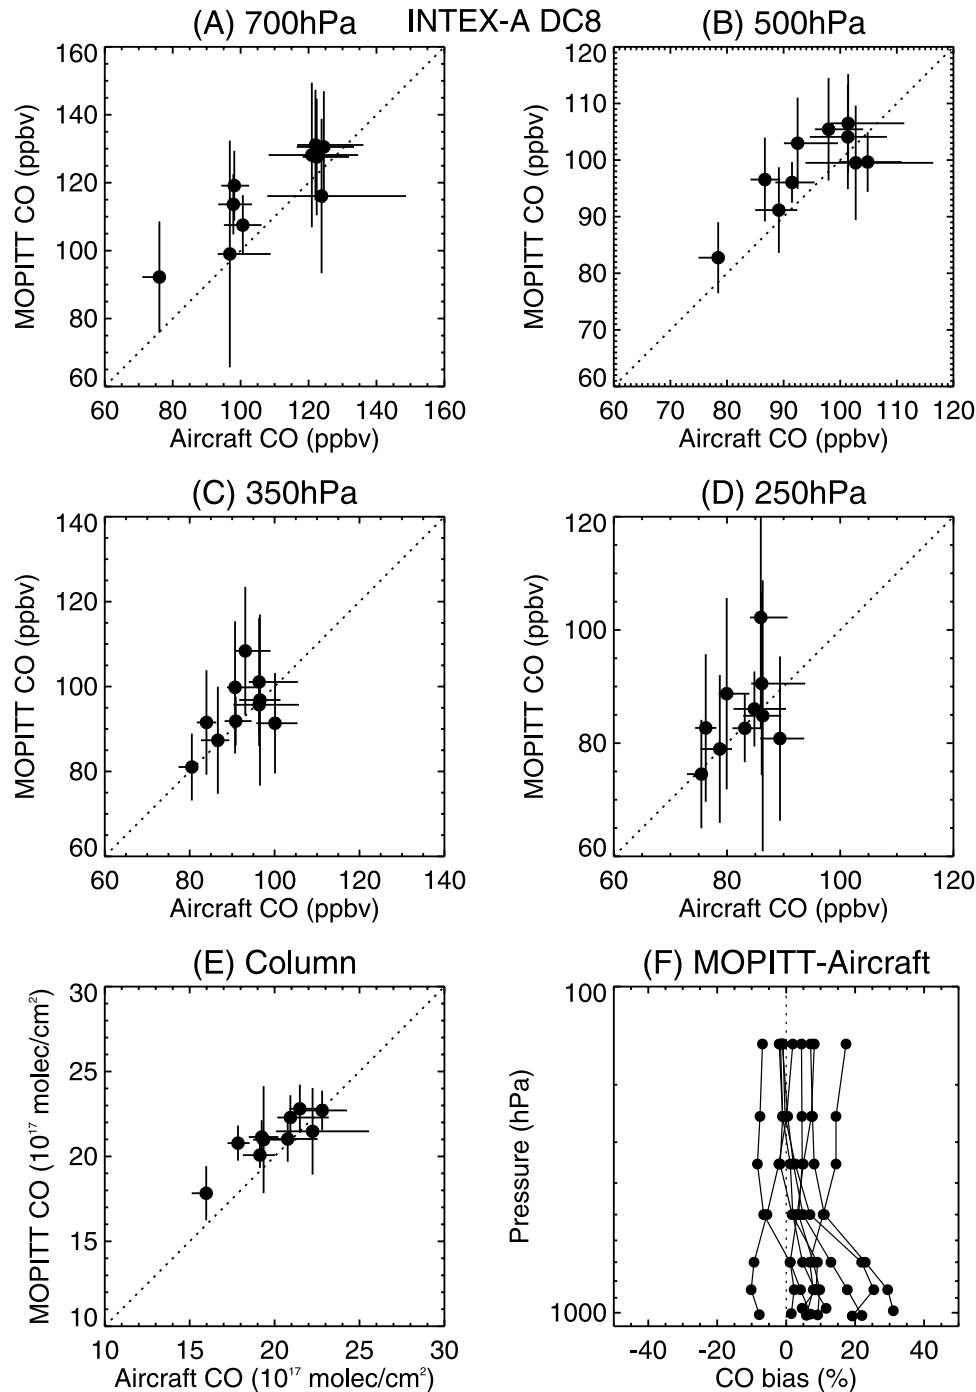 (A) 700hPa INTEX-A DC8 (B) 500hPa
160
140
120
100
80
60
MOPITT CO (ppbv)
60 80 100 120 140 160
Aircraft CO (ppbv)
120
110
100
90
80
70
60
MOPITT CO (ppbv)
60 70 80 90 100 110 120
Aircraft CO (ppbv)
(C) 350hPa
140
120
100
80
60
MOPITT CO (ppbv)
60 80 100 120 140
Aircraft CO (ppbv)
(D) 250hPa
120
100
80
60
MOPITT CO (ppbv)
60 80 100 120
Aircraft CO (ppbv)
(E) Column
30
25
20
15
10
MOPITT CO (10¹⁷ molec/cm²)
10 15 20 25 30
Aircraft CO (10¹⁷ molec/cm²)
(F) MOPITT-Aircraft
100
1000
Pressure (hPa)
-40 -20 0 20 40
CO bias (%)